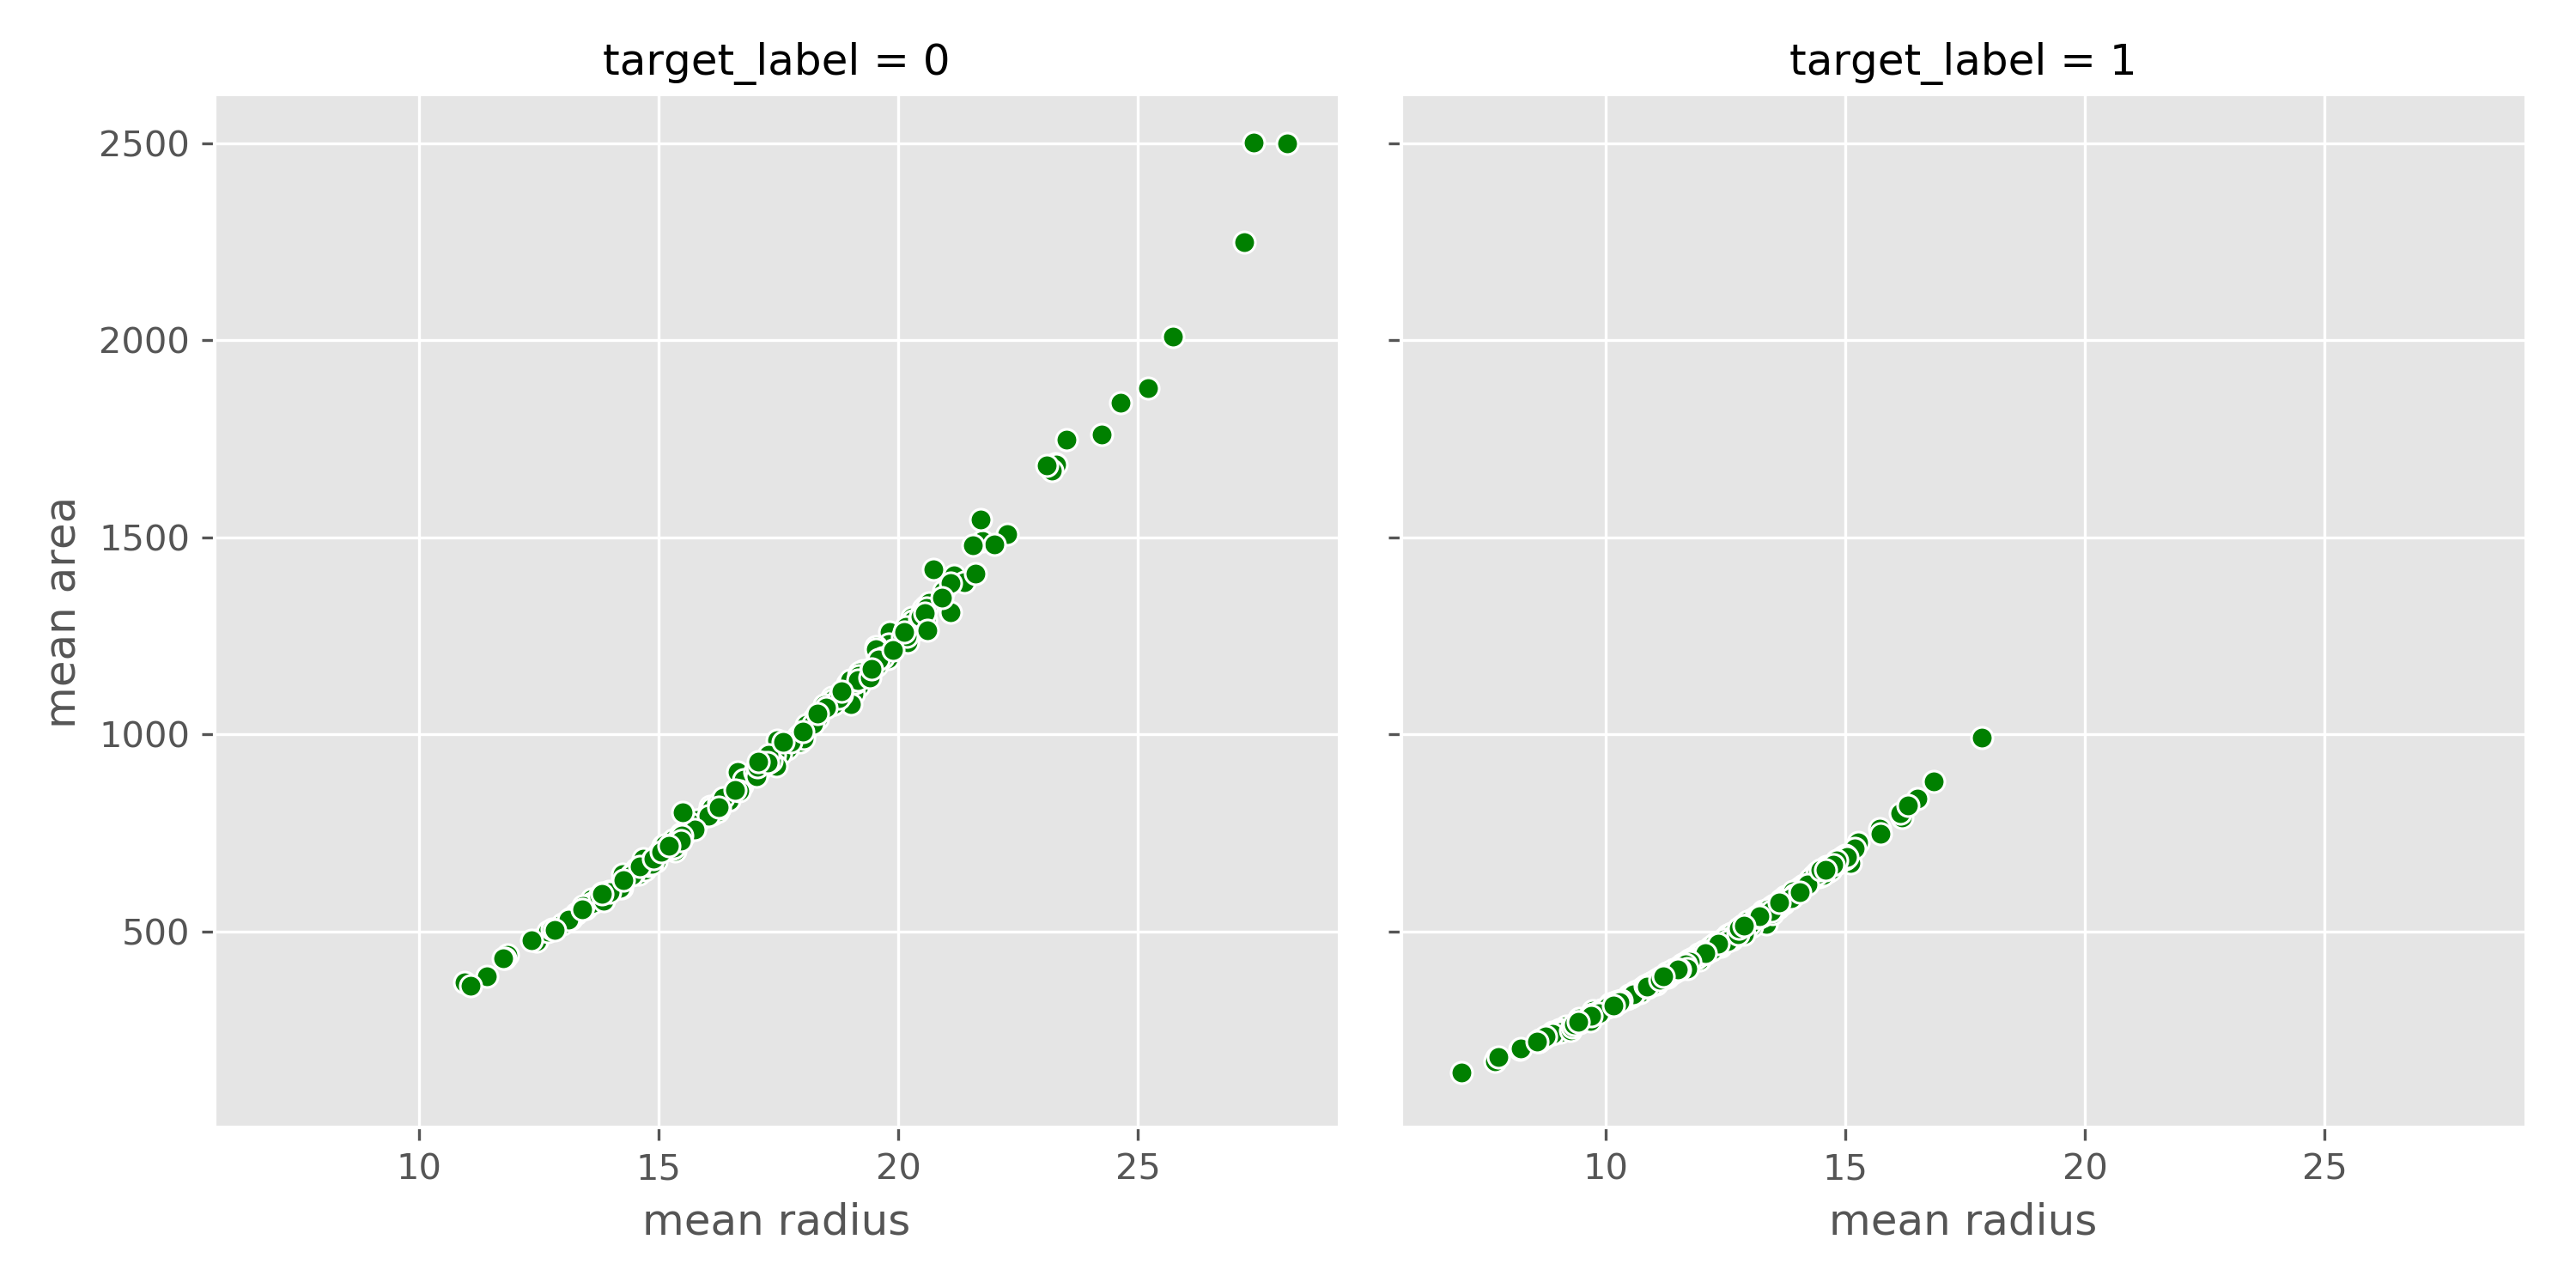 target_label = 0
target_label = 1
2500
2000
1500
1000
500
mean area
10 15 20 25
10 15 20 25
mean radius
mean radius